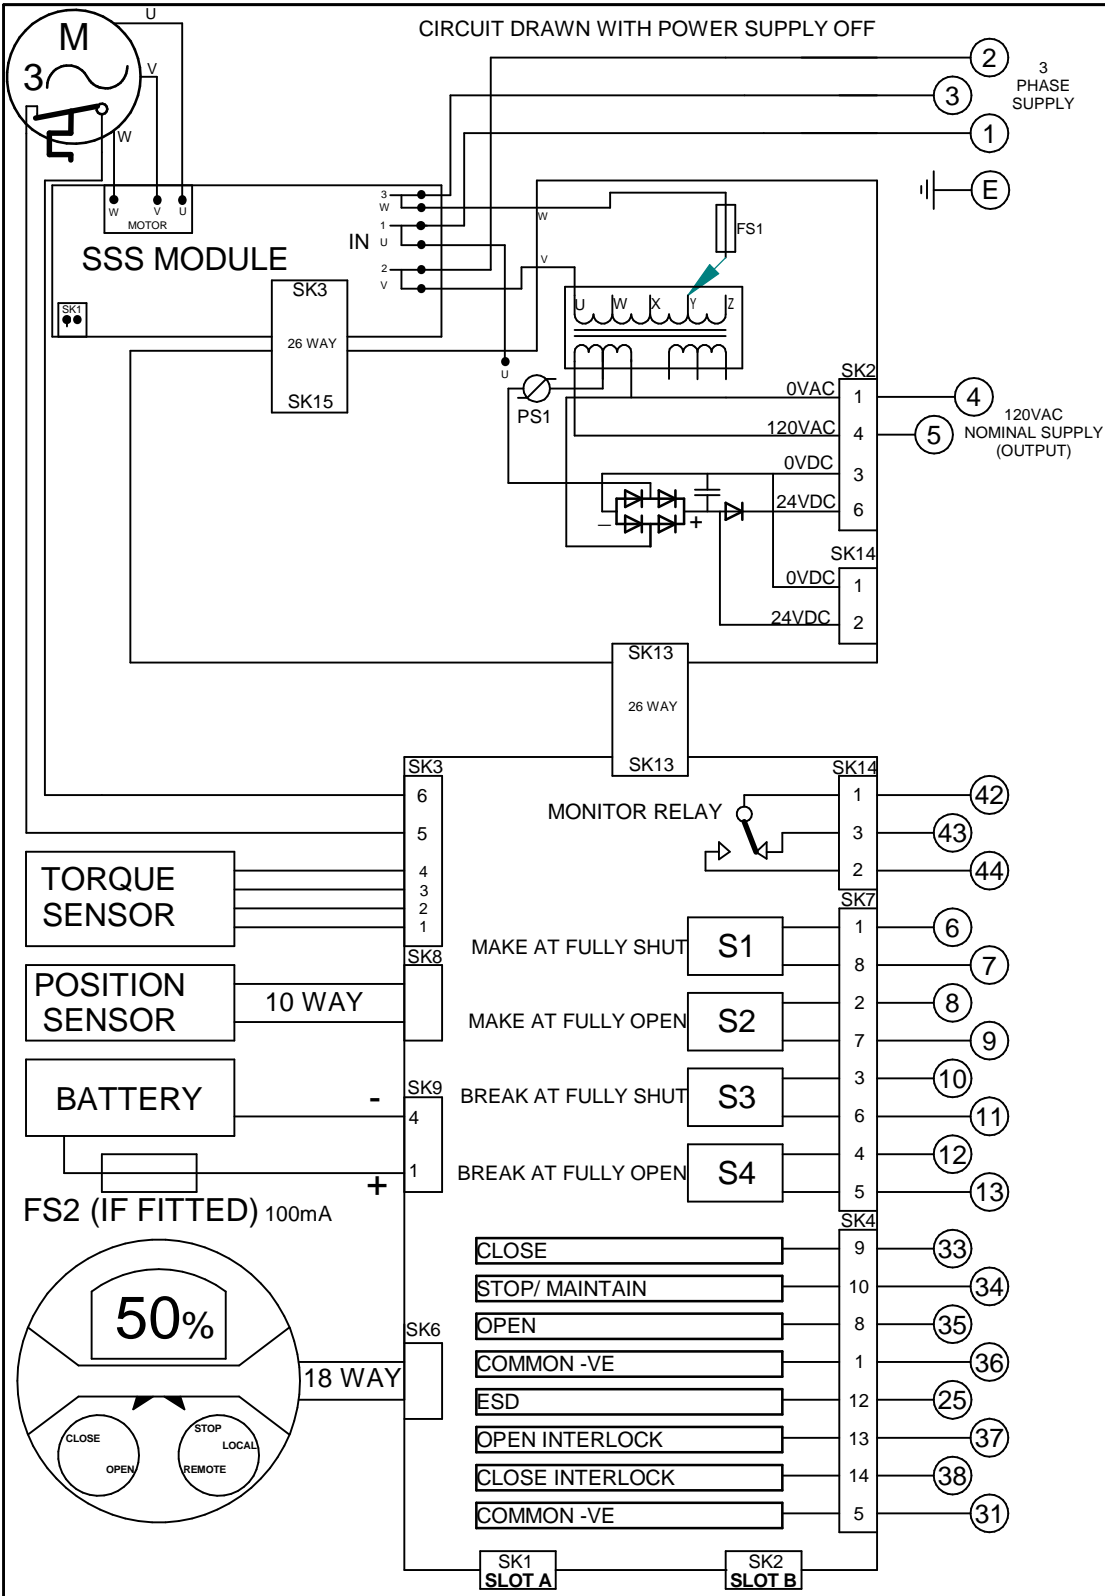 CIRCUIT DRAWN WITH POWER SUPPLY OFF
U
M
3
V
W
2
3
PHASE
SUPPLY
3
1
E
W V U
MOTOR
SSS MODULE
IN
3
W
1
U
2
V
W
V
FS1
SK1
SK3
26 WAY
SK15
U W X Y Z
U
PS1
SK2
0VAC 1 4
120VAC 4 5
120VAC
NOMINAL SUPPLY
(OUTPUT)
0VDC 3
24VDC 6
− +
SK14
0VDC 1
24VDC 2
SK13
26 WAY
SK13
SK3
6
5
4
3
2
1
TORQUE
SENSOR
SK8
POSITION
SENSOR
10 WAY
SK9
BATTERY
-
4
1
+
FS2 (IF FITTED) 100mA
50%
SK6
18 WAY
CLOSE
OPEN
STOP
LOCAL
REMOTE
SK14
MONITOR RELAY
1 42
3 43
2 44
SK7
MAKE AT FULLY SHUT S1
1 6
8 7
MAKE AT FULLY OPEN S2
2 8
7 9
BREAK AT FULLY SHUT S3
3 10
6 11
BREAK AT FULLY OPEN S4
4 12
5 13
SK4
CLOSE 9 33
STOP/ MAINTAIN 10 34
OPEN 8 35
COMMON -VE 1 36
ESD 12 25
OPEN INTERLOCK 13 37
CLOSE INTERLOCK 14 38
COMMON -VE 5 31
SK1
SLOT A
SK2
SLOT B